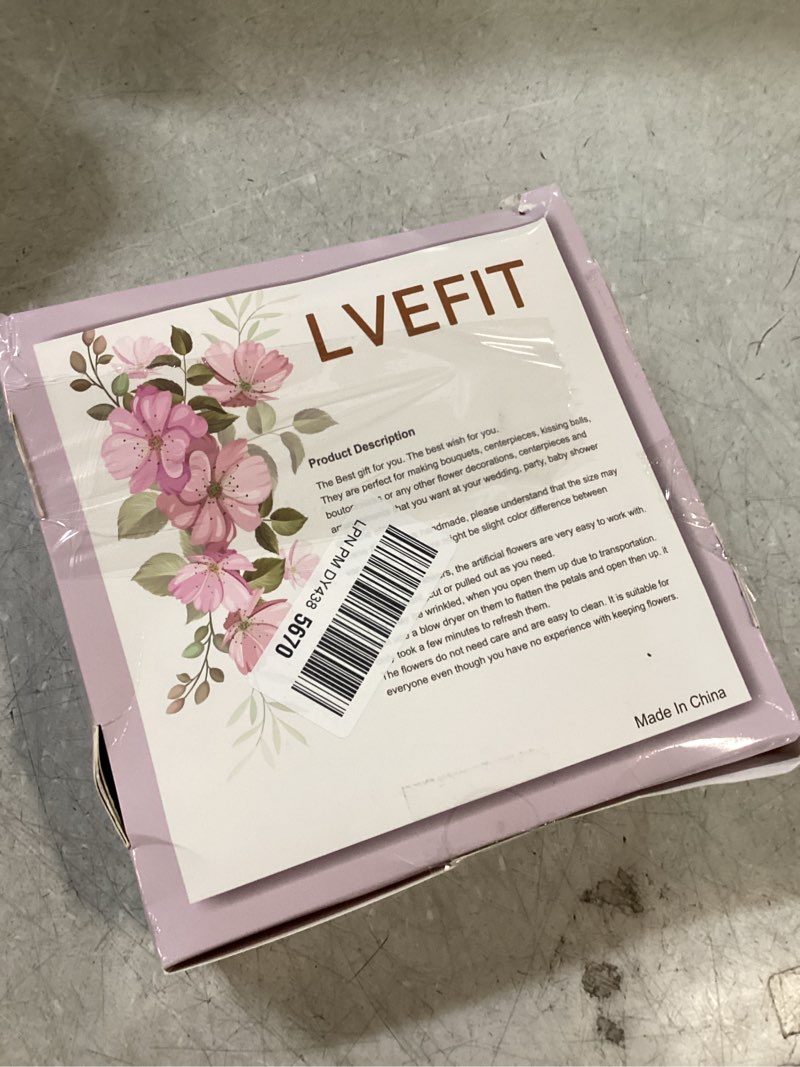 LVEFIT
Product Description
The Best gift for you. The best wish for you.
They are perfect for making bouquets, centerpieces, kissing balls,
or any other flower decorations, centerpieces and
hat you want at your wedding, party, baby shower
dmade, please understand that the size may
ight be slight color difference between
rs, the artificial flowers are very easy to work with.
cut or pulled out as you need.
wrinkled, when you open them up due to transportation.
a blow dryer on them to flatten the petals and open then up. it
took a few minutes to refresh them.
The flowers do not need care and are easy to clean. It is suitable for
everyone even though you have no experience with keeping flowers.
LPN PM DY438 5670
Made In China